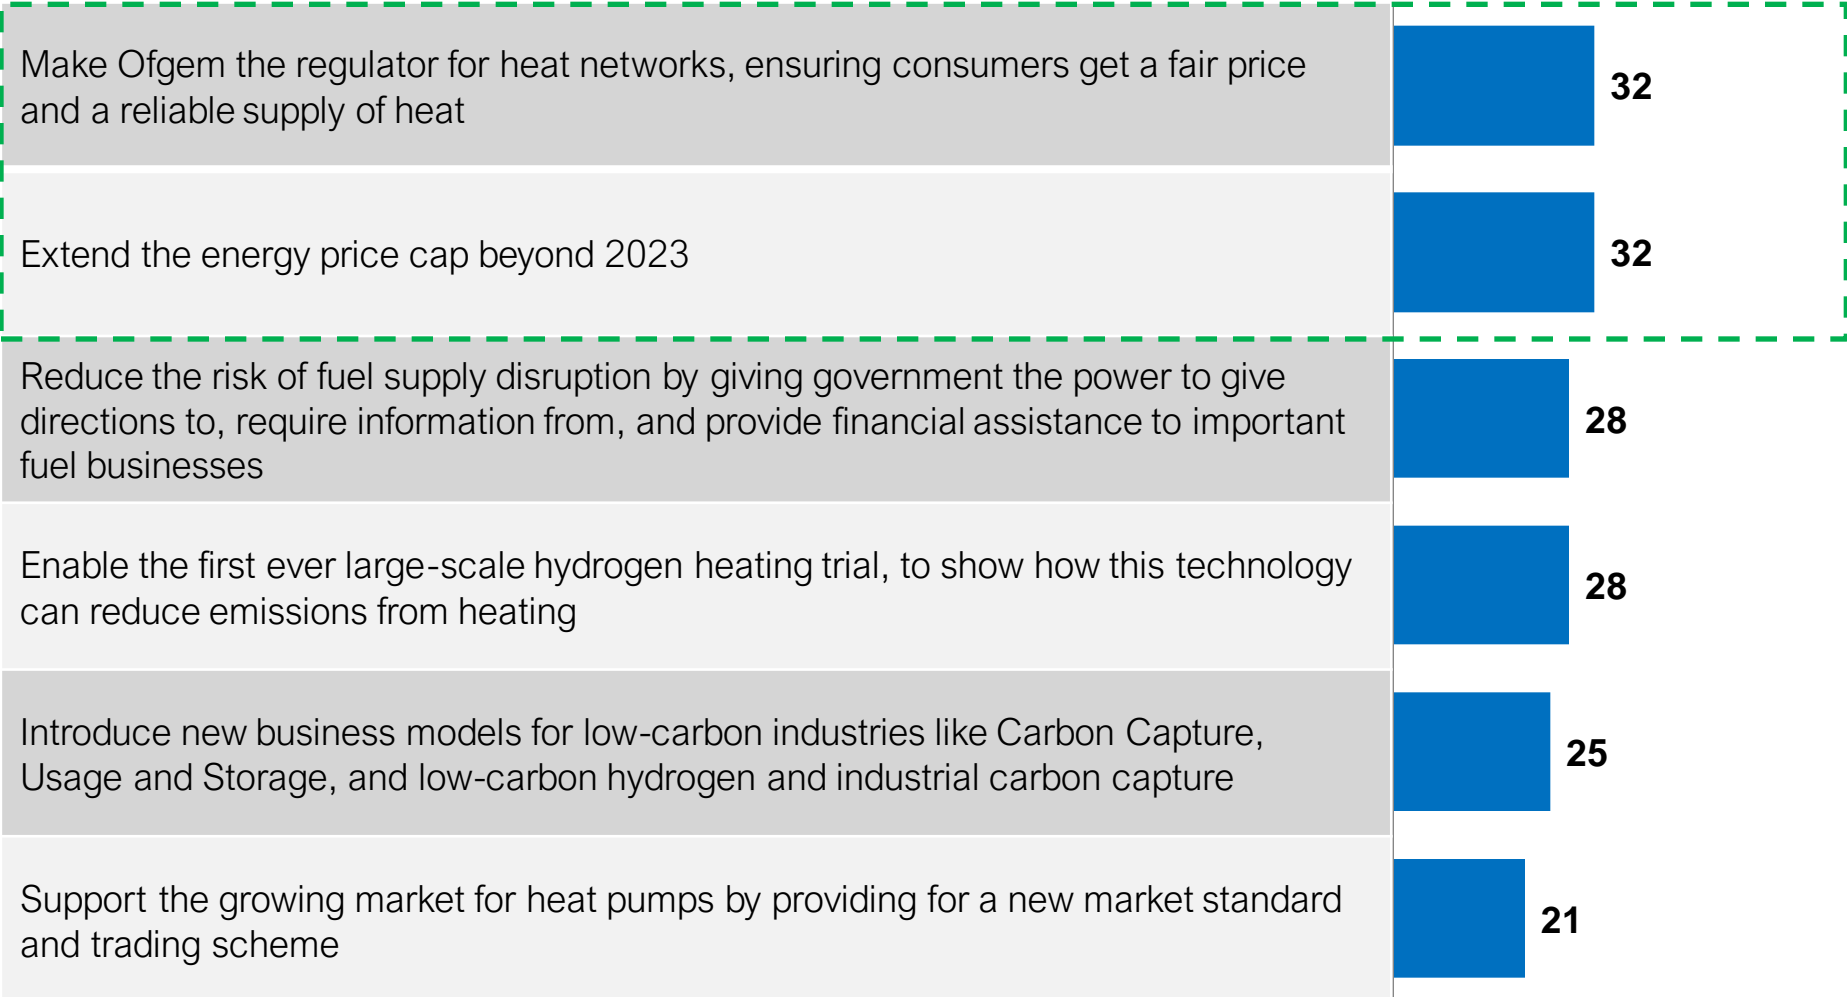 Make Ofgem the regulator for heat networks, ensuring consumers get a fair price
and a reliable supply of heat
32
Extend the energy price cap beyond 2023
32
Reduce the risk of fuel supply disruption by giving government the power to give
directions to, require information from, and provide financial assistance to important
fuel businesses
28
Enable the first ever large-scale hydrogen heating trial, to show how this technology
can reduce emissions from heating
28
Introduce new business models for low-carbon industries like Carbon Capture,
Usage and Storage, and low-carbon hydrogen and industrial carbon capture
25
Support the growing market for heat pumps by providing for a new market standard
and trading scheme
21